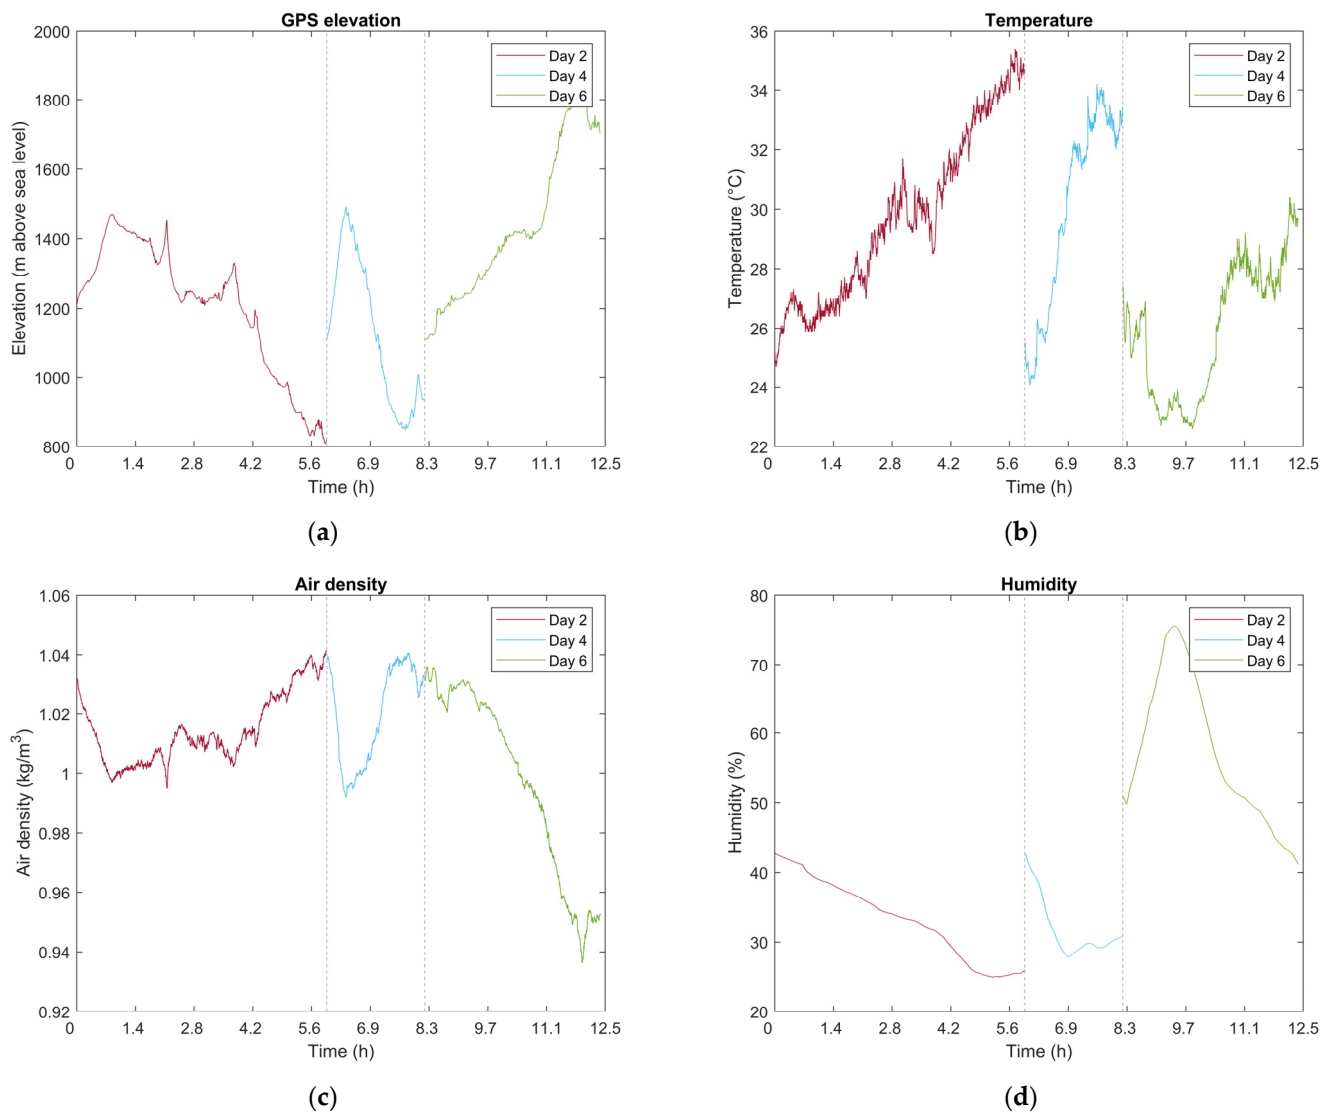 GPS elevation
2000
1800
1600
1400
1200
1000
800
Elevation (m above sea level)
Day 2
Day 4
Day 6
0 1.4 2.8 4.2 5.6 6.9 8.3 9.7 11.1 12.5
Time (h)
(a)
Temperature
36
34
32
30
28
26
24
22
Temperature (°C)
Day 2
Day 4
Day 6
0 1.4 2.8 4.2 5.6 6.9 8.3 9.7 11.1 12.5
Time (h)
(b)
Air density
1.06
1.04
1.02
1
0.98
0.96
0.94
0.92
Air density (kg/m³)
Day 2
Day 4
Day 6
0 1.4 2.8 4.2 5.6 6.9 8.3 9.7 11.1 12.5
Time (h)
(c)
Humidity
80
70
60
50
40
30
20
Humidity (%)
Day 2
Day 4
Day 6
0 1.4 2.8 4.2 5.6 6.9 8.3 9.7 11.1 12.5
Time (h)
(d)